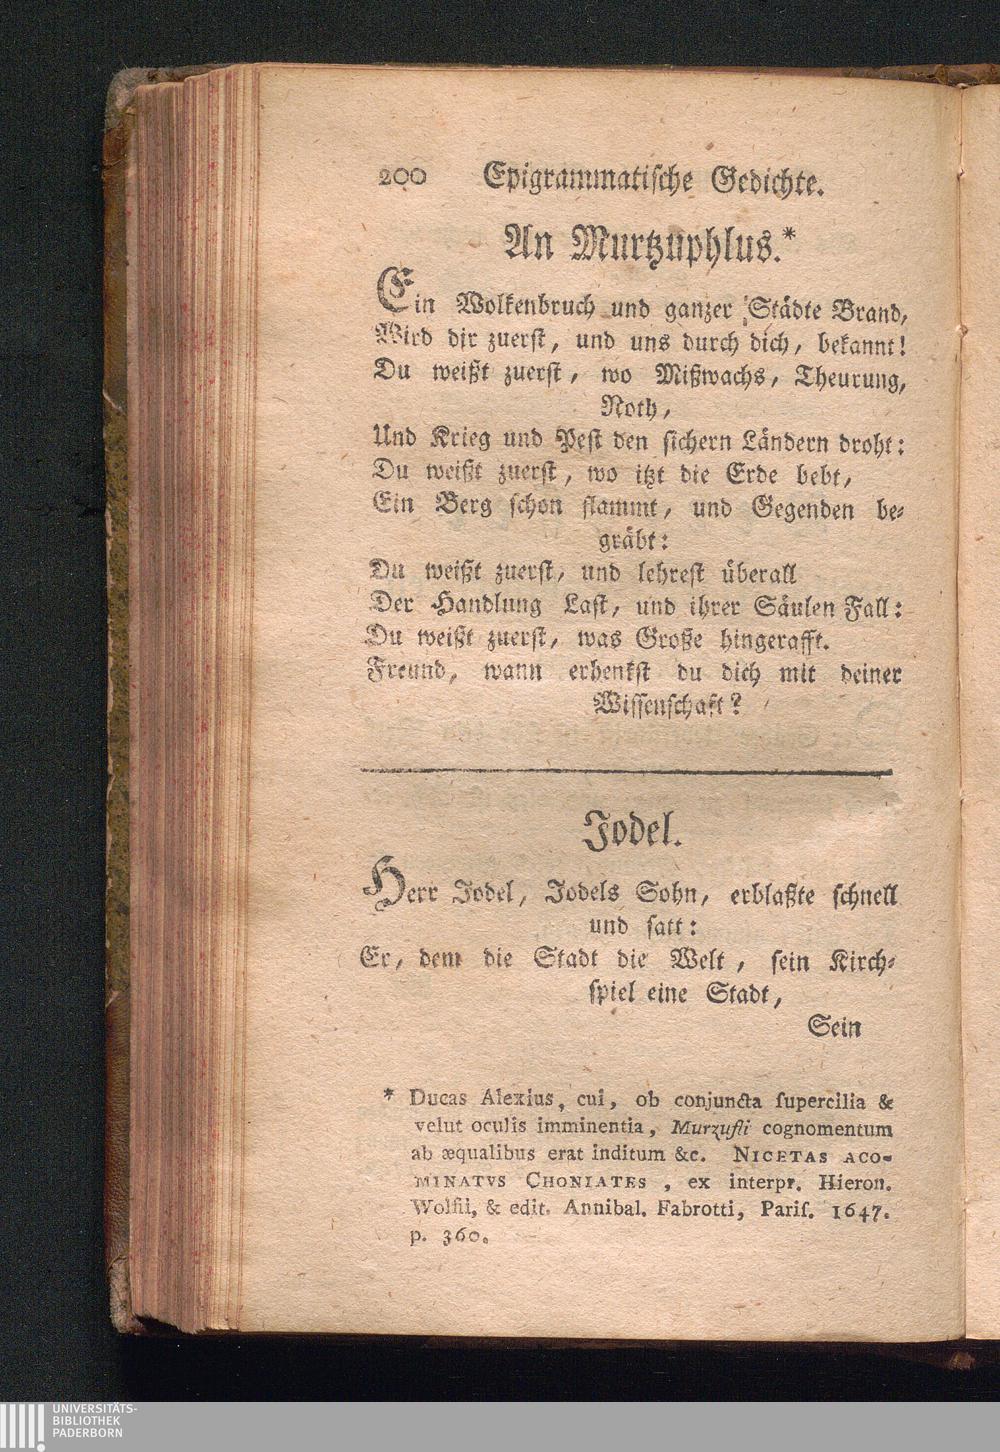 200 Epigrammatiſche Gedichte.
An Murtzuphlus.*
Ein Wolkenbruch und ganzer Städte Brand,
Wird dir zuerſt, und uns durch dich, bekannt!
Du weißt zuerſt, wo Mißwachs, Theurung,
Noth,
Und Krieg und Peſt den ſichern Ländern droht:
Du weißt zuerſt, wo itzt die Erde bebt,
Ein Berg ſchon flammt, und Gegenden be-
gräbt:
Du weißt zuerſt, und lehreſt überall
Der Handlung Laſt, und ihrer Säulen Fall:
Du weißt zuerſt, was Große hingerafft.
Freund, wann erhenkſt du dich mit deiner
Wiſſenſchaft?
Jodel.
Herr Jodel, Jodels Sohn, erblaßte ſchnell
und ſatt:
Er, dem die Stadt die Welt, ſein Kirch-
ſpiel eine Stadt,
Sein
* Ducas Alexius, cui, ob conjuncta ſupercilia &
velut oculis imminentia, Murzufli cognomentum
ab æqualibus erat inditum &c. NICETAS ACO-
MINATVS CHONIATES, ex interpr. Hieron.
Wolfii, & edit. Annibal. Fabrotti, Pariſ. 1647.
p. 360.
UNIVERSITÄTS-
BIBLIOTHEK
PADERBORN